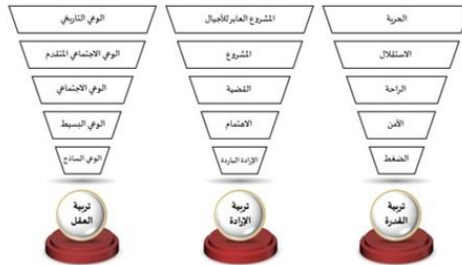 الحرية
الاستقلال
الراحة
الأمن
الضغط
تربية
القدرة
المشروع العابر للأجيال
المشروع
القضية
الاهتمام
الإرادة الباردة
تربية
الإرادة
الوعي التاريخي
الوعي الاجتماعي المتقدم
الوعي الاجتماعي
الوعي البسيط
الوعي الساذج
تربية
العقل